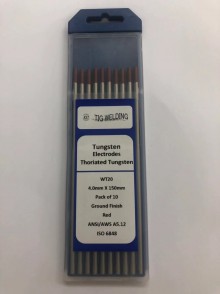 TIG WELDING
Tungsten
Electrodes
Thoriated Tungsten
WT20
4.0mm X 150mm
Pack of 10
Ground Finish
Red
ANSI/AWS A5.12
ISO 6848